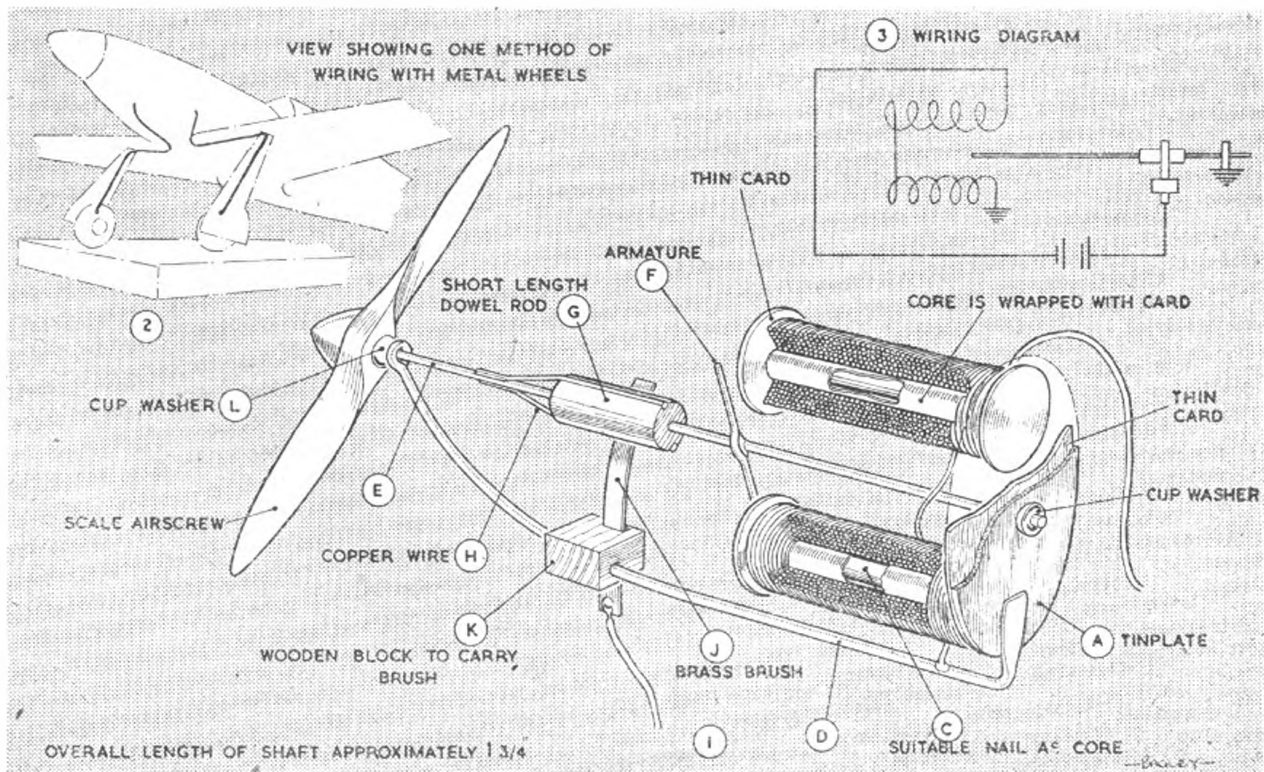 VIEW SHOWING ONE METHOD OF
WIRING WITH METAL WHEELS
3 WIRING DIAGRAM
2
THIN CARD
ARMATURE
F
SHORT LENGTH
DOWEL ROD G
CORE IS WRAPPED WITH CARD
CUP WASHER L
THIN
CARD
E
CUP WASHER
SCALE AIRSCREW
COPPER WIRE H
K
WOODEN BLOCK TO CARRY
BRUSH
J
BRASS BRUSH
A TINPLATE
1
D
C
SUITABLE NAIL AS CORE
OVERALL LENGTH OF SHAFT APPROXIMATELY 1 3/4